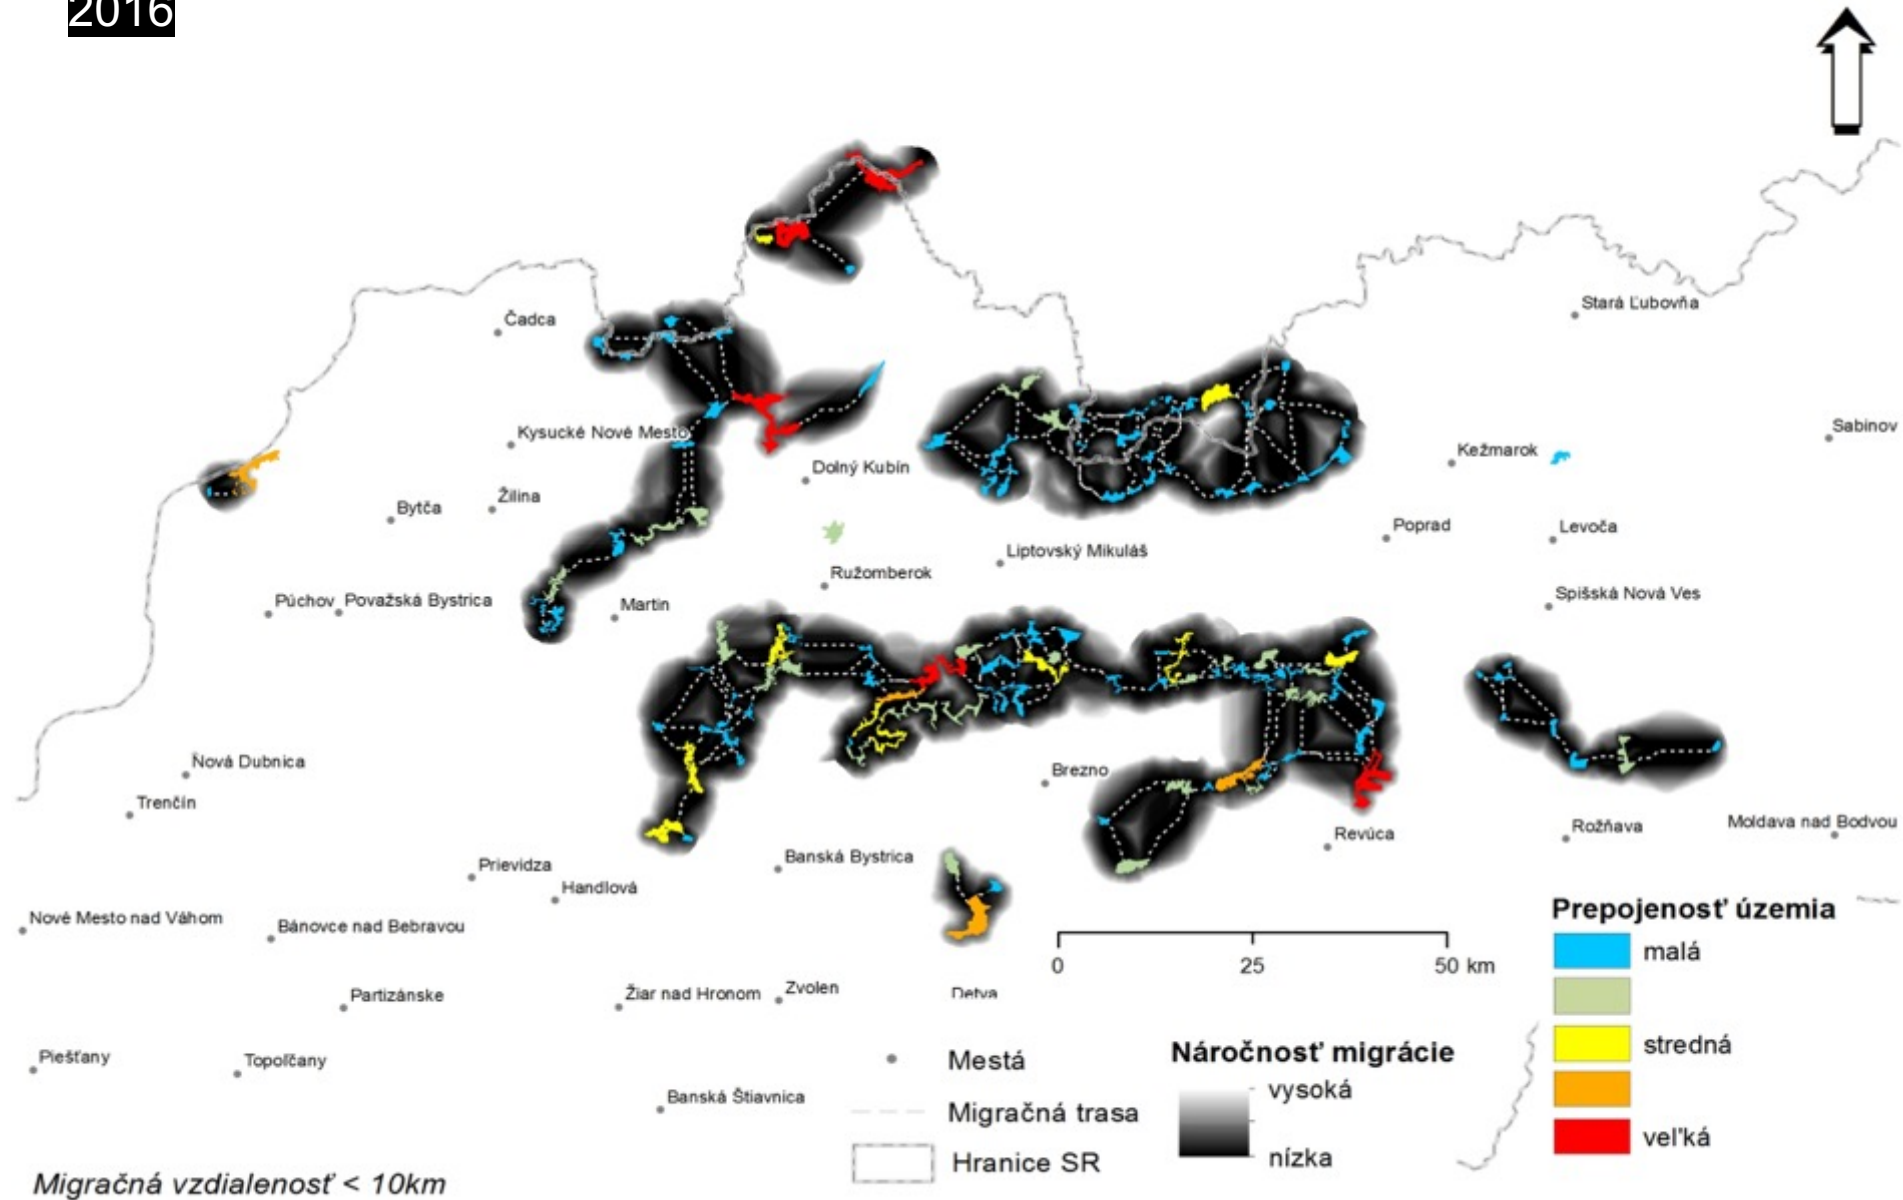 2016
Stará Ľubovňa
Čadca
Sabinov
Kysucké Nové Mesto
Kežmarok
Dolný Kubín
Žilina
Bytča
Poprad
Levoča
Liptovský Mikuláš
Ružomberok
Púchov
Považská Bystrica
Martin
Spišská Nová Ves
Nová Dubnica
Brezno
Trenčín
Moldava nad Bodvou
Rožňava
Revúca
Banská Bystrica
Prievidza
Handlová
Prepojenosť územia
Nové Mesto nad Váhom
Bánovce nad Bebravou
malá
0 25 50 km
Partizánske
Žiar nad Hronom
Zvolen
Detva
stredná
Piešťany
Topoľčany
Mestá
Náročnosť migrácie
vysoká
Banská Štiavnica
Migračná trasa
veľká
nízka
Hranice SR
Migračná vzdialenosť < 10km